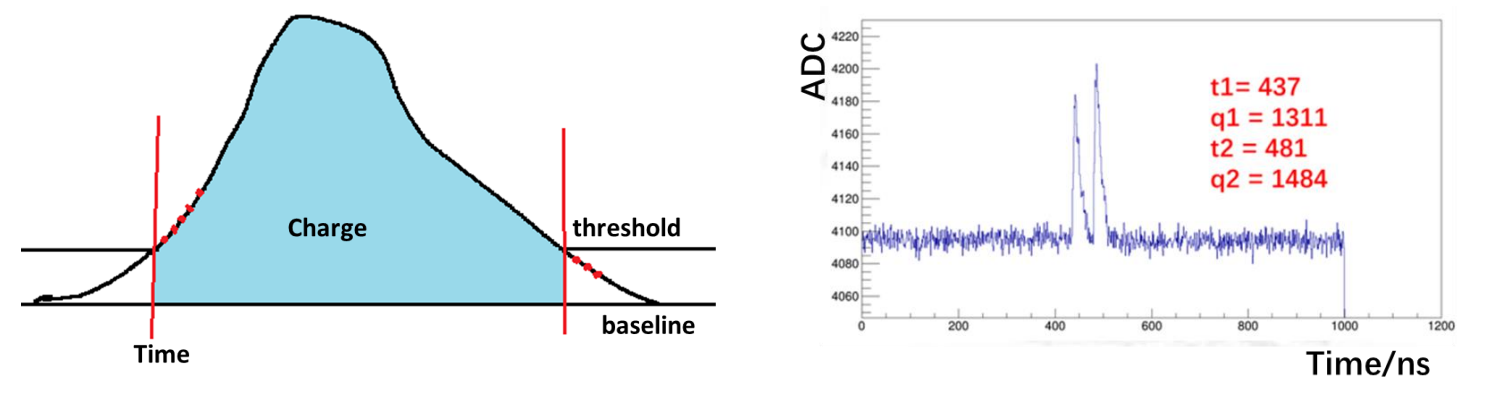 Charge
threshold
baseline
Time
ADC
4220
4200
4180
4160
4140
4120
4100
4080
4060
0
200
400
600
800
1000
1200
t1= 437
q1 = 1311
t2 = 481
q2 = 1484
Time/ns